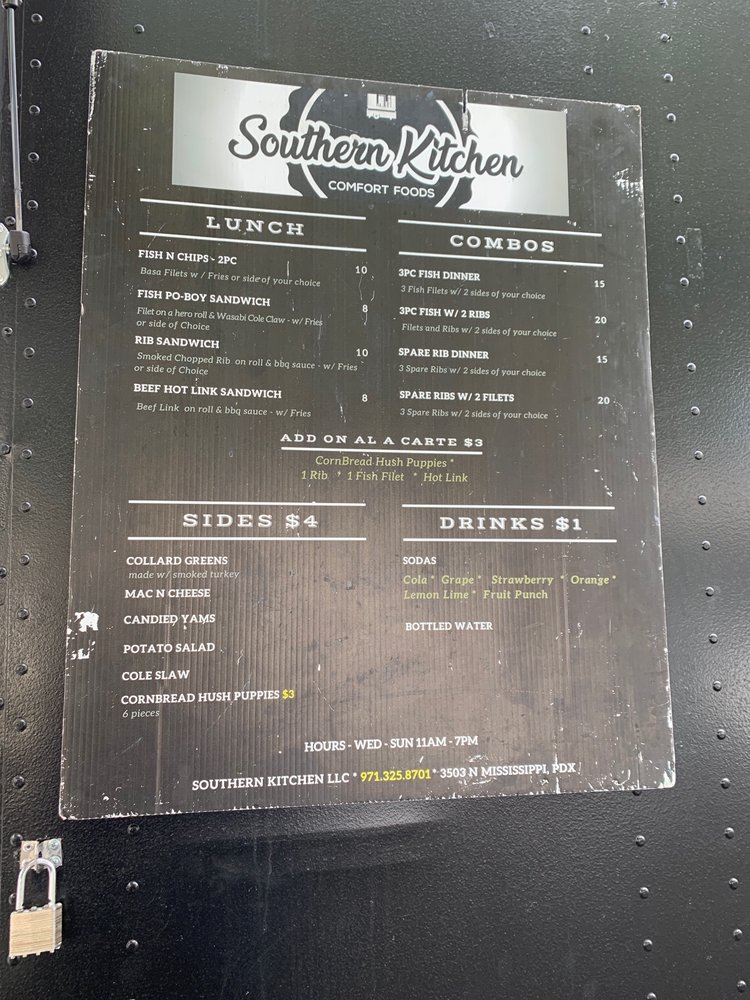 Southern Kitchen
COMFORT FOODS
LUNCH
FISH N CHIPS - 2PC 10
Basa Filets w / Fries or side of your choice
FISH PO-BOY SANDWICH 8
Filet on a hero roll & Wasabi Cole Claw - w/ Fries
or side of Choice
RIB SANDWICH 10
Smoked Chopped Rib on roll & bbq sauce - w/ Fries
or side of Choice
BEEF HOT LINK SANDWICH 8
Beef Link on roll & bbq sauce - w/ Fries
COMBOS
3PC FISH DINNER 15
3 Fish Filets w/ 2 sides of your choice
3PC FISH W/ 2 RIBS 20
Filets and Ribs w/ 2 sides of your choice
SPARE RIB DINNER 15
3 Spare Ribs w/ 2 sides of your choice
SPARE RIBS W/ 2 FILETS 20
3 Spare Ribs w/ 2 sides of your choice
ADD ON AL A CARTE $3
CornBread Hush Puppies *
1 Rib * 1 Fish Filet * Hot Link
SIDES $4
COLLARD GREENS
made w/ smoked turkey
MAC N CHEESE
CANDIED YAMS
POTATO SALAD
COLE SLAW
CORNBREAD HUSH PUPPIES $3
6 pieces
DRINKS $1
SODAS
Cola * Grape * Strawberry * Orange *
Lemon Lime * Fruit Punch
BOTTLED WATER
HOURS - WED - SUN 11AM - 7PM
SOUTHERN KITCHEN LLC * 971.325.8701 * 3503 N MISSISSIPPI, PDX